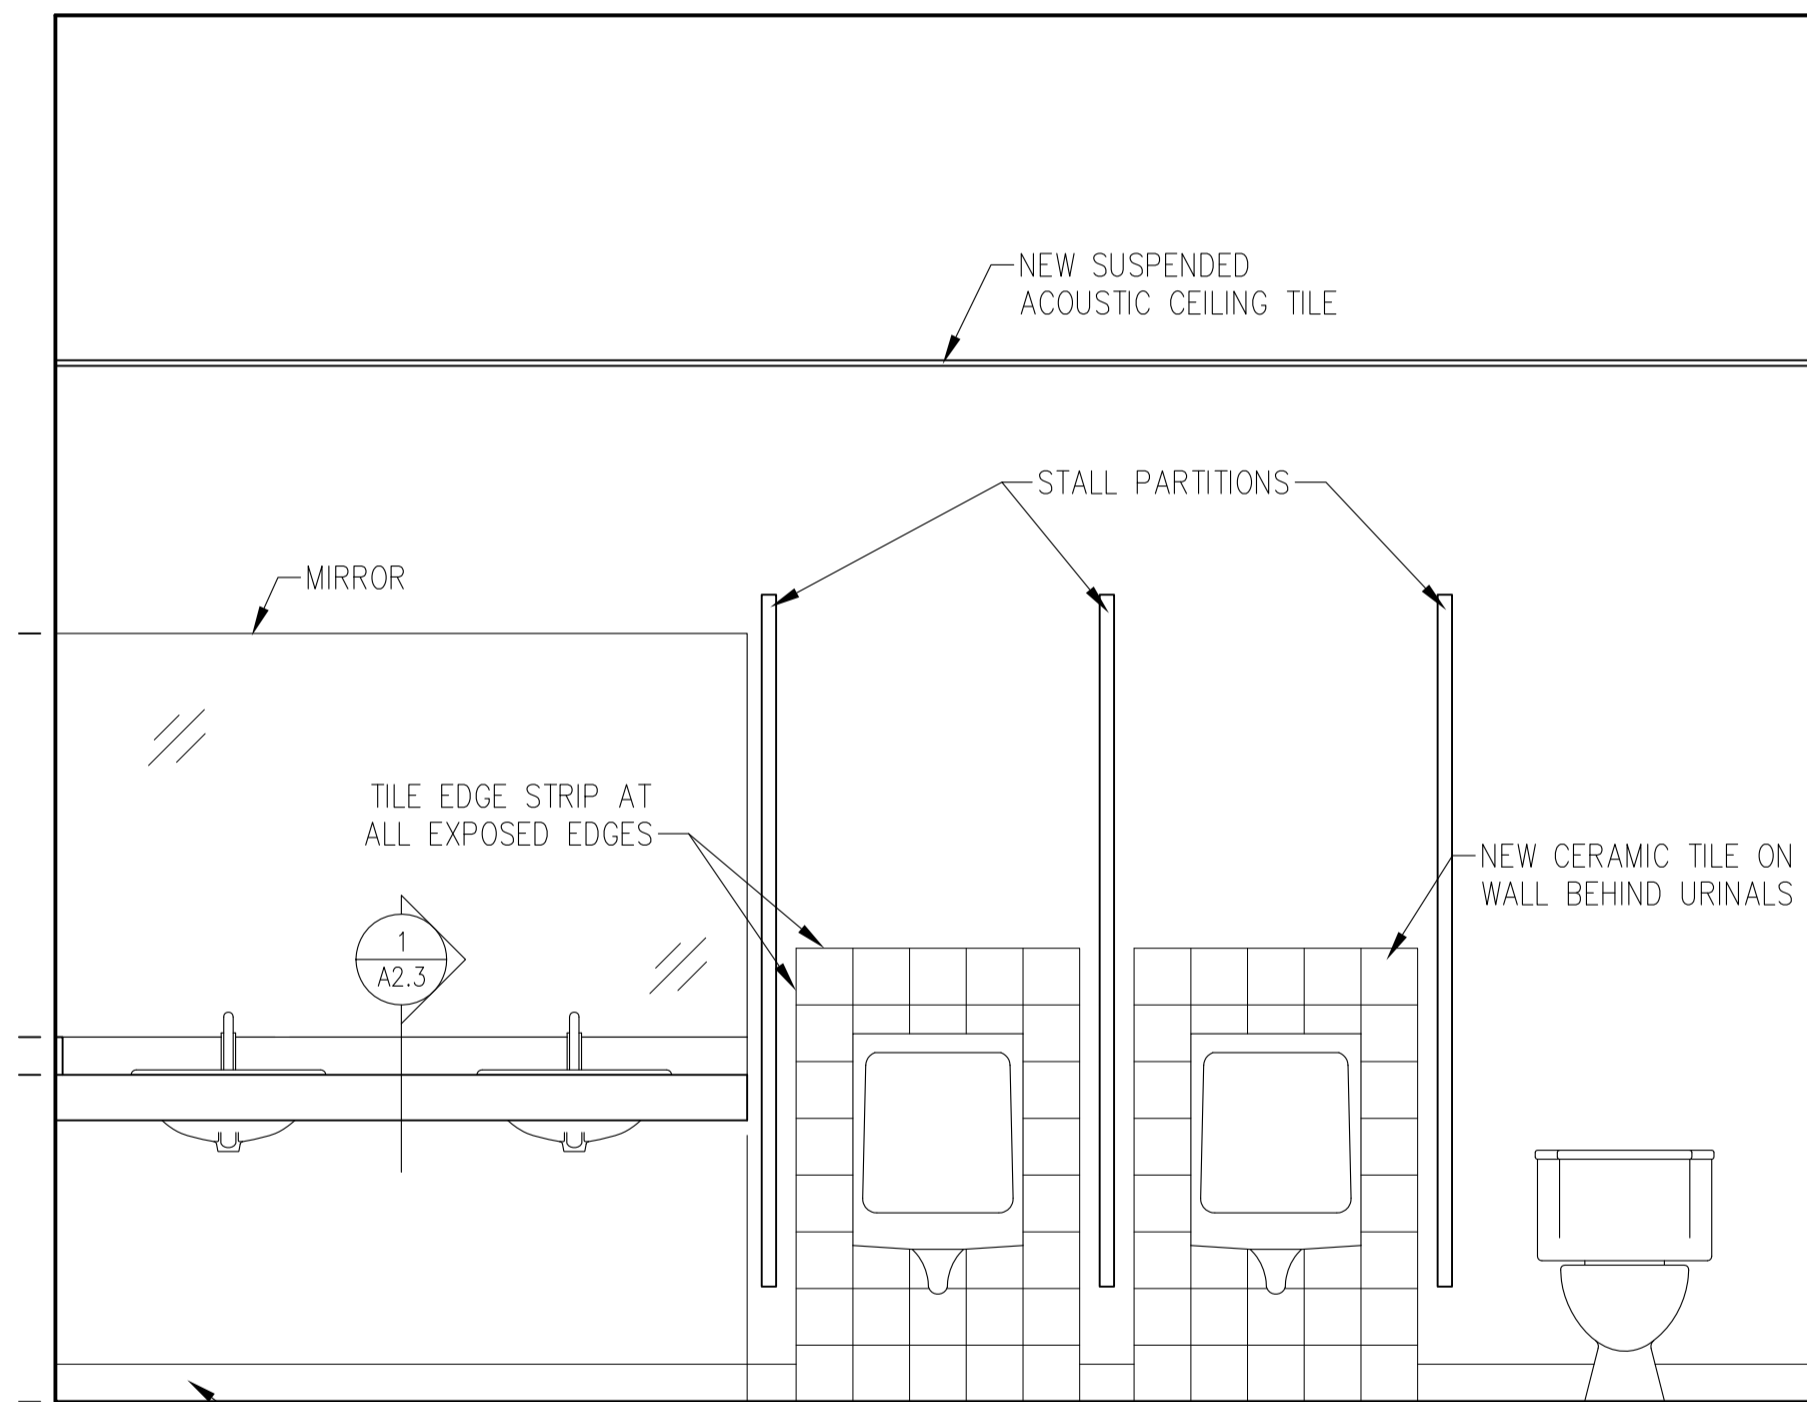 NEW SUSPENDED
ACOUSTIC CEILING TILE
STALL PARTITIONS
MIRROR
TILE EDGE STRIP AT
ALL EXPOSED EDGES
NEW CERAMIC TILE ON
WALL BEHIND URINALS
1
A2.3